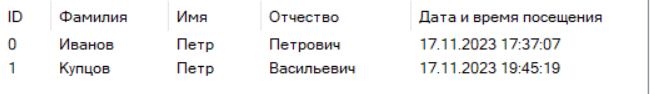 ID Фамилия Имя Отчество Дата и время посещения
0 Иванов Петр Петрович 17.11.2023 17:37:07
1 Купцов Петр Васильевич 17.11.2023 19:45:19